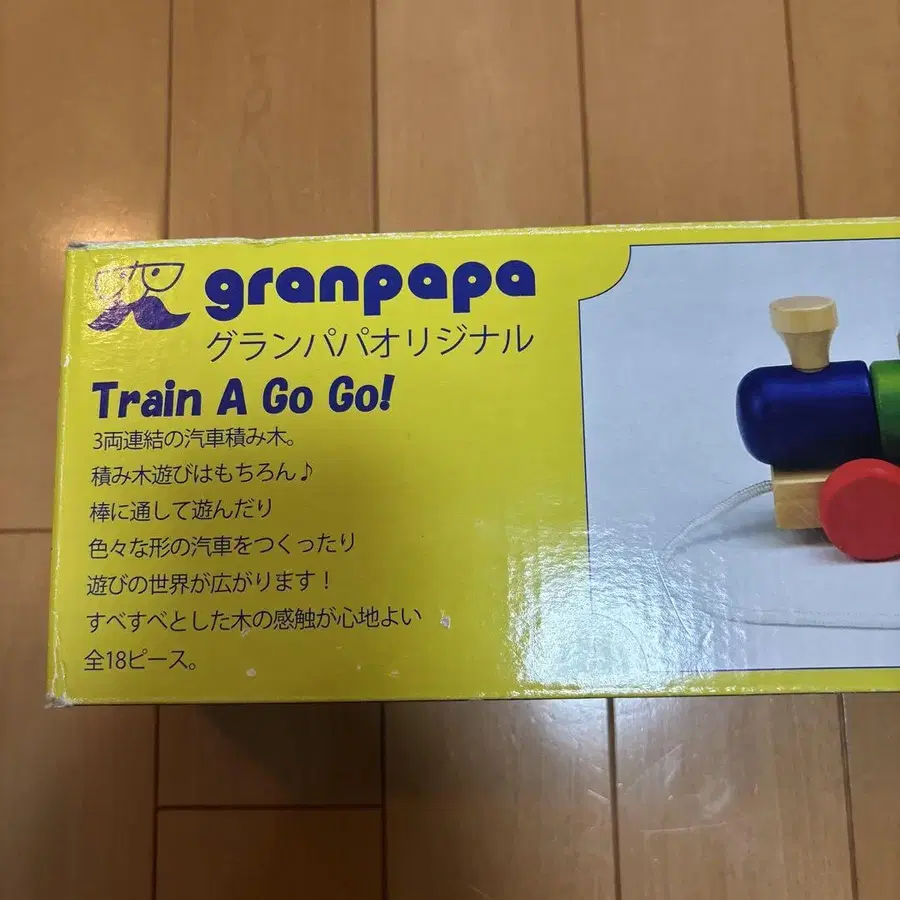 granpapa
グランパパオリジナル
Train A Go Go!
3両連結の汽車積み木。
積み木遊びはもちろん♪
棒に通して遊んだり
色々な形の汽車をつくったり
遊びの世界が広がります！
すべすべとした木の感触が心地よい
全18ピース。